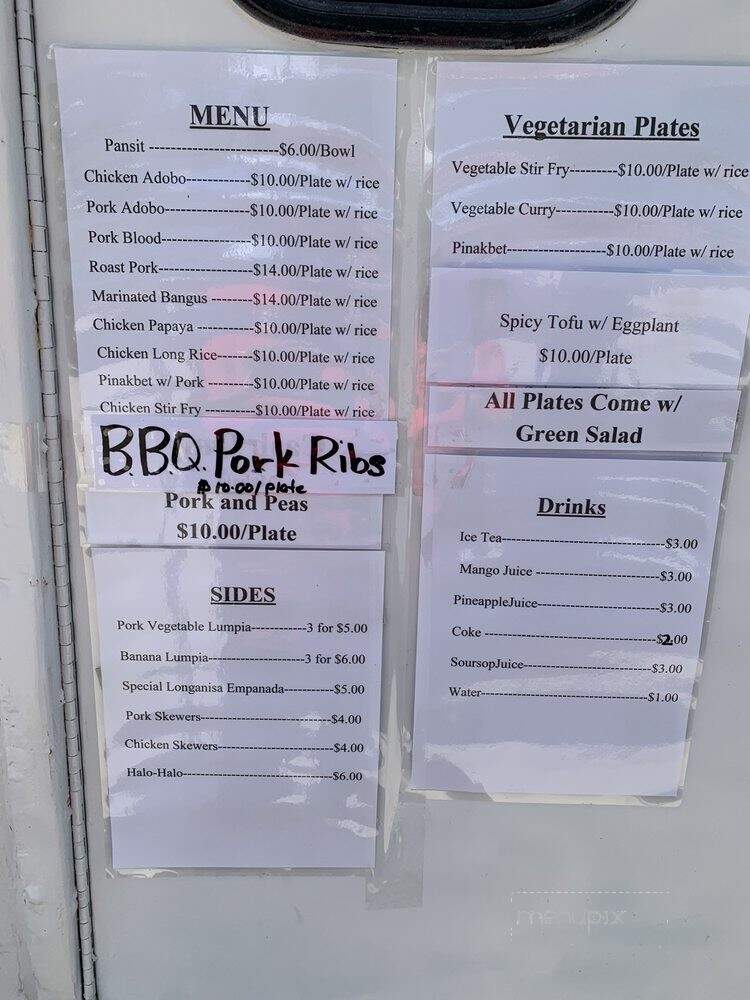 MENU
Pansit --------------------------$6.00/Bowl
Chicken Adobo-------------$10.00/Plate w/ rice
Pork Adobo-----------------$10.00/Plate w/ rice
Pork Blood------------------$10.00/Plate w/ rice
Roast Pork-------------------$14.00/Plate w/ rice
Marinated Bangus ---------$14.00/Plate w/ rice
Chicken Papaya ------------$10.00/Plate w/ rice
Chicken Long Rice-------$10.00/Plate w/ rice
Pinakbet w/ Pork ----------$10.00/Plate w/ rice
Chicken Stir Fry -----------$10.00/Plate w/ rice
B.B.Q. Pork Ribs
$10.00/plate
Pork and Peas
$10.00/Plate
SIDES
Pork Vegetable Lumpia------------3 for $5.00
Banana Lumpia---------------------3 for $6.00
Special Longanisa Empanada-----------$5.00
Pork Skewers---------------------------$4.00
Chicken Skewers------------------------$4.00
Halo-Halo-------------------------------$6.00
Vegetarian Plates
Vegetable Stir Fry----------$10.00/Plate w/ rice
Vegetable Curry------------$10.00/Plate w/ rice
Pinakbet--------------------$10.00/Plate w/ rice
Spicy Tofu w/ Eggplant
$10.00/Plate
All Plates Come w/
Green Salad
Drinks
Ice Tea---------------------------------$3.00
Mango Juice -------------------------$3.00
PineappleJuice-------------------------$3.00
Coke -----------------------------------$2.00
SoursopJuice---------------------------$3.00
Water-----------------------------------$1.00
menupix